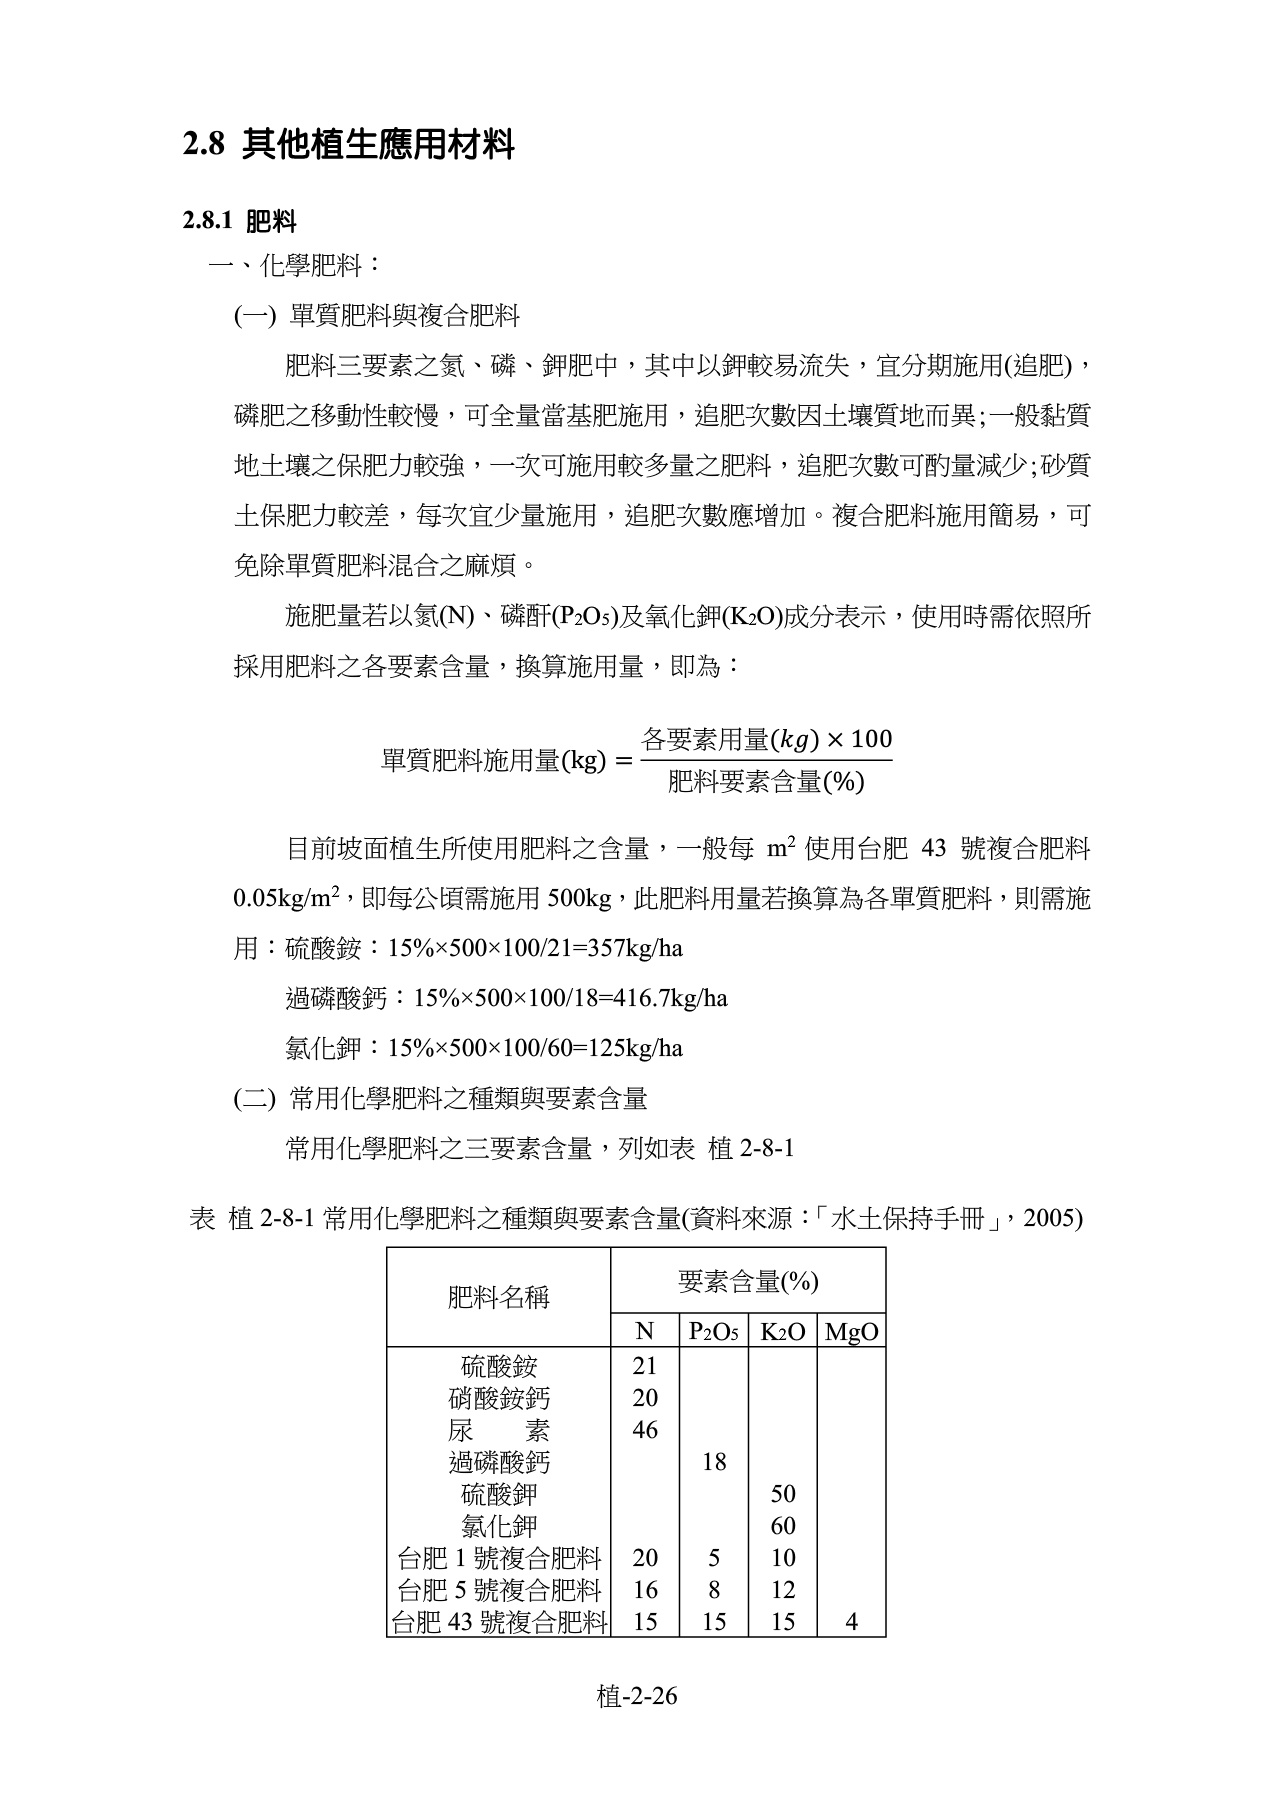 2.8 其他植生應用材料
2.8.1 肥料
一、化學肥料：
(一) 單質肥料與複合肥料
肥料三要素之氮、磷、鉀肥中，其中以鉀較易流失，宜分期施用(追肥)，
磷肥之移動性較慢，可全量當基肥施用，追肥次數因土壤質地而異;一般黏質
地土壤之保肥力較強，一次可施用較多量之肥料，追肥次數可酌量減少;砂質
土保肥力較差，每次宜少量施用，追肥次數應增加。複合肥料施用簡易，可
免除單質肥料混合之麻煩。
施肥量若以氮(N)、磷酐(P2O5)及氧化鉀(K2O)成分表示，使用時需依照所
採用肥料之各要素含量，換算施用量，即為：
單質肥料施用量(kg) = 各要素用量(kg) × 100
肥料要素含量(%)
目前坡面植生所使用肥料之含量，一般每 m² 使用台肥 43 號複合肥料
0.05kg/m²，即每公頃需施用 500kg，此肥料用量若換算為各單質肥料，則需施
用：硫酸銨：15%×500×100/21=357kg/ha
過磷酸鈣：15%×500×100/18=416.7kg/ha
氯化鉀：15%×500×100/60=125kg/ha
(二) 常用化學肥料之種類與要素含量
常用化學肥料之三要素含量，列如表 植 2-8-1
表 植 2-8-1 常用化學肥料之種類與要素含量(資料來源：「水土保持手冊」，2005)
肥料名稱 要素含量(%)
N P2O5 K2O MgO
硫酸銨 21
硝酸銨鈣 20
尿　　素 46
過磷酸鈣 18
硫酸鉀 50
氯化鉀 60
台肥 1 號複合肥料 20 5 10
台肥 5 號複合肥料 16 8 12
台肥 43 號複合肥料 15 15 15 4
植-2-26